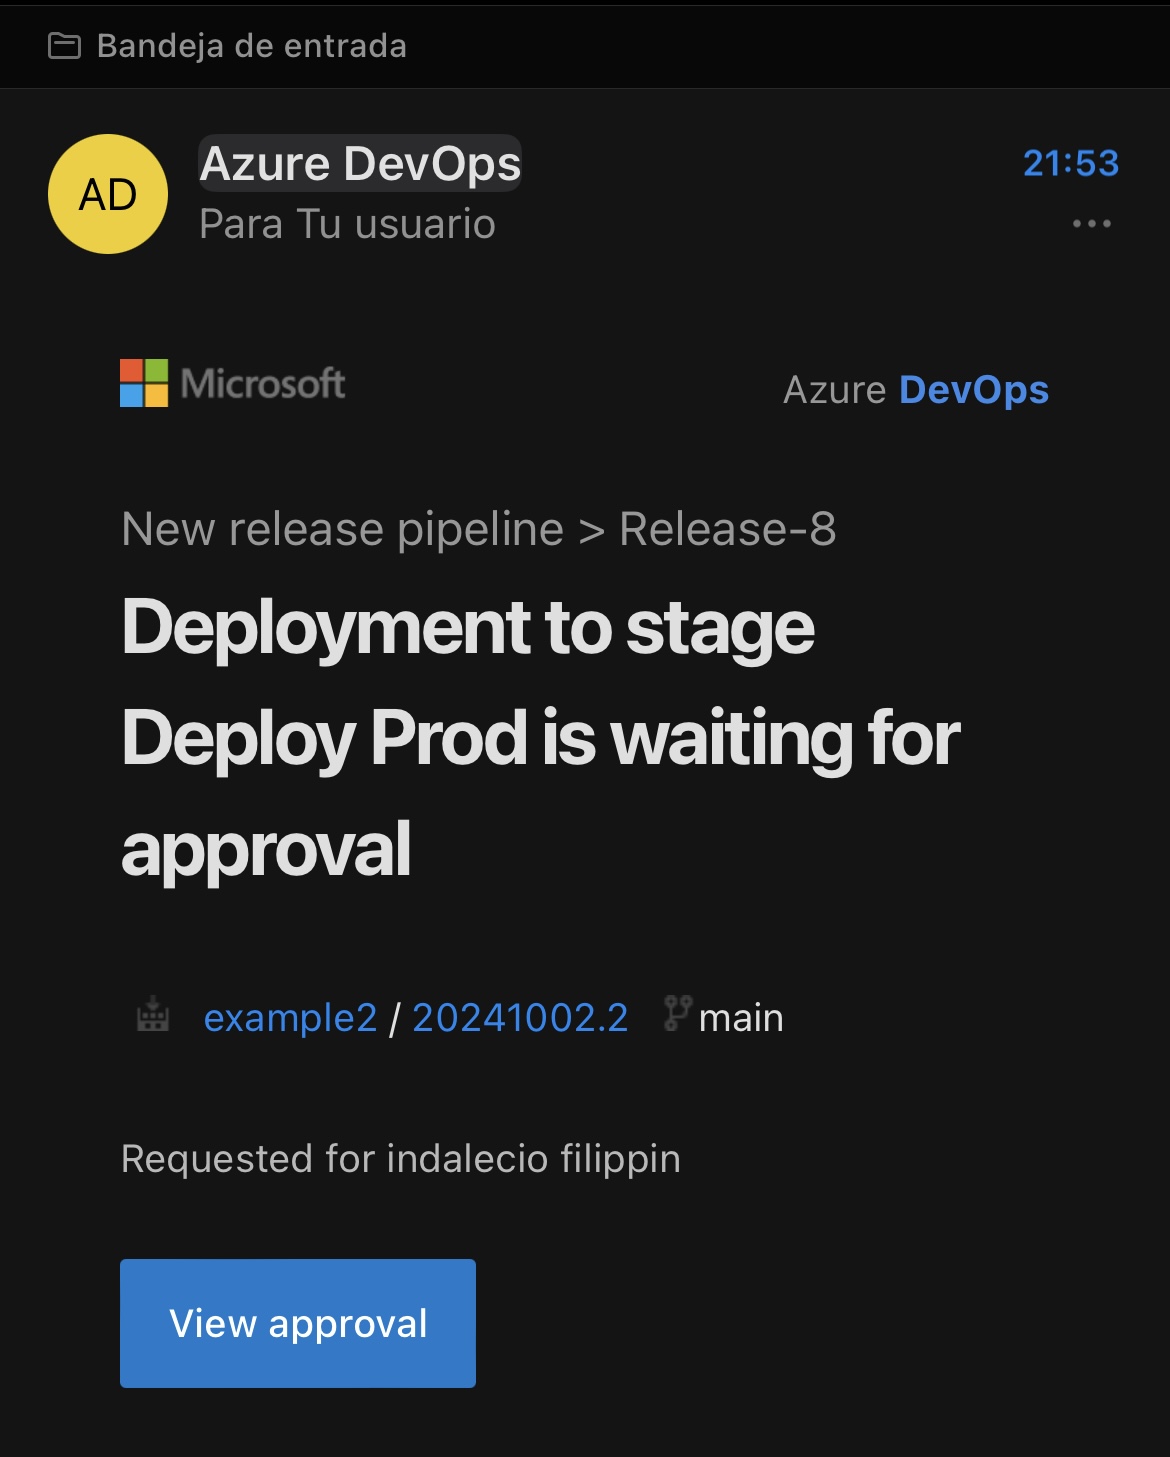 Bandeja de entrada
AD
Azure DevOps
21:53
Para Tu usuario
Microsoft
Azure DevOps
New release pipeline > Release-8
Deployment to stage
Deploy Prod is waiting for
approval
example2 / 20241002.2 main
Requested for indalecio filippin
View approval